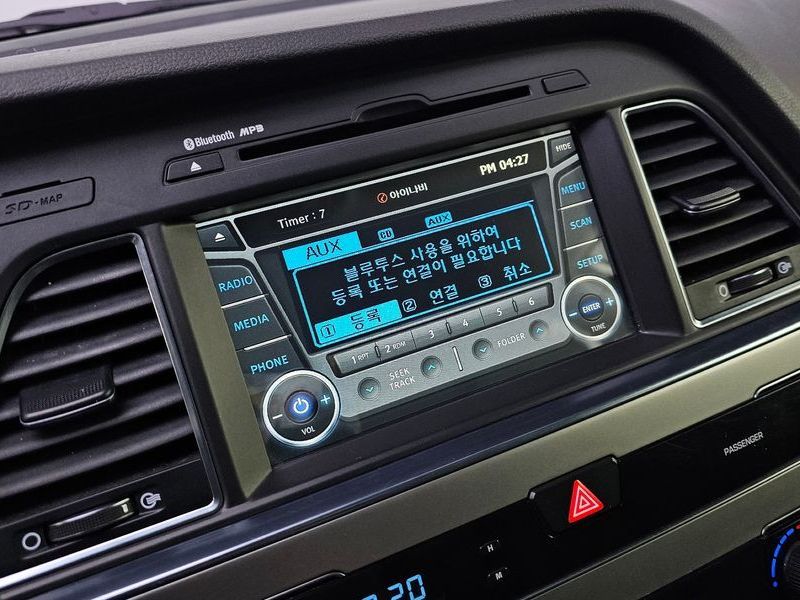 Bluetooth MP3
SD-MAP
HIDE
PM 04:27
아이나비
Timer : 7
MENU
CD AUX
AUX
SCAN
RADIO
블루투스 사용을 위하여
등록 또는 연결이 필요합니다
SETUP
1 등록 2 연결 3 취소
MEDIA
1 RPT 2 RDM 3 4 5 6
ENTER
TUNE
PHONE
SEEK
TRACK
FOLDER
VOL
PASSENGER
H
M
20